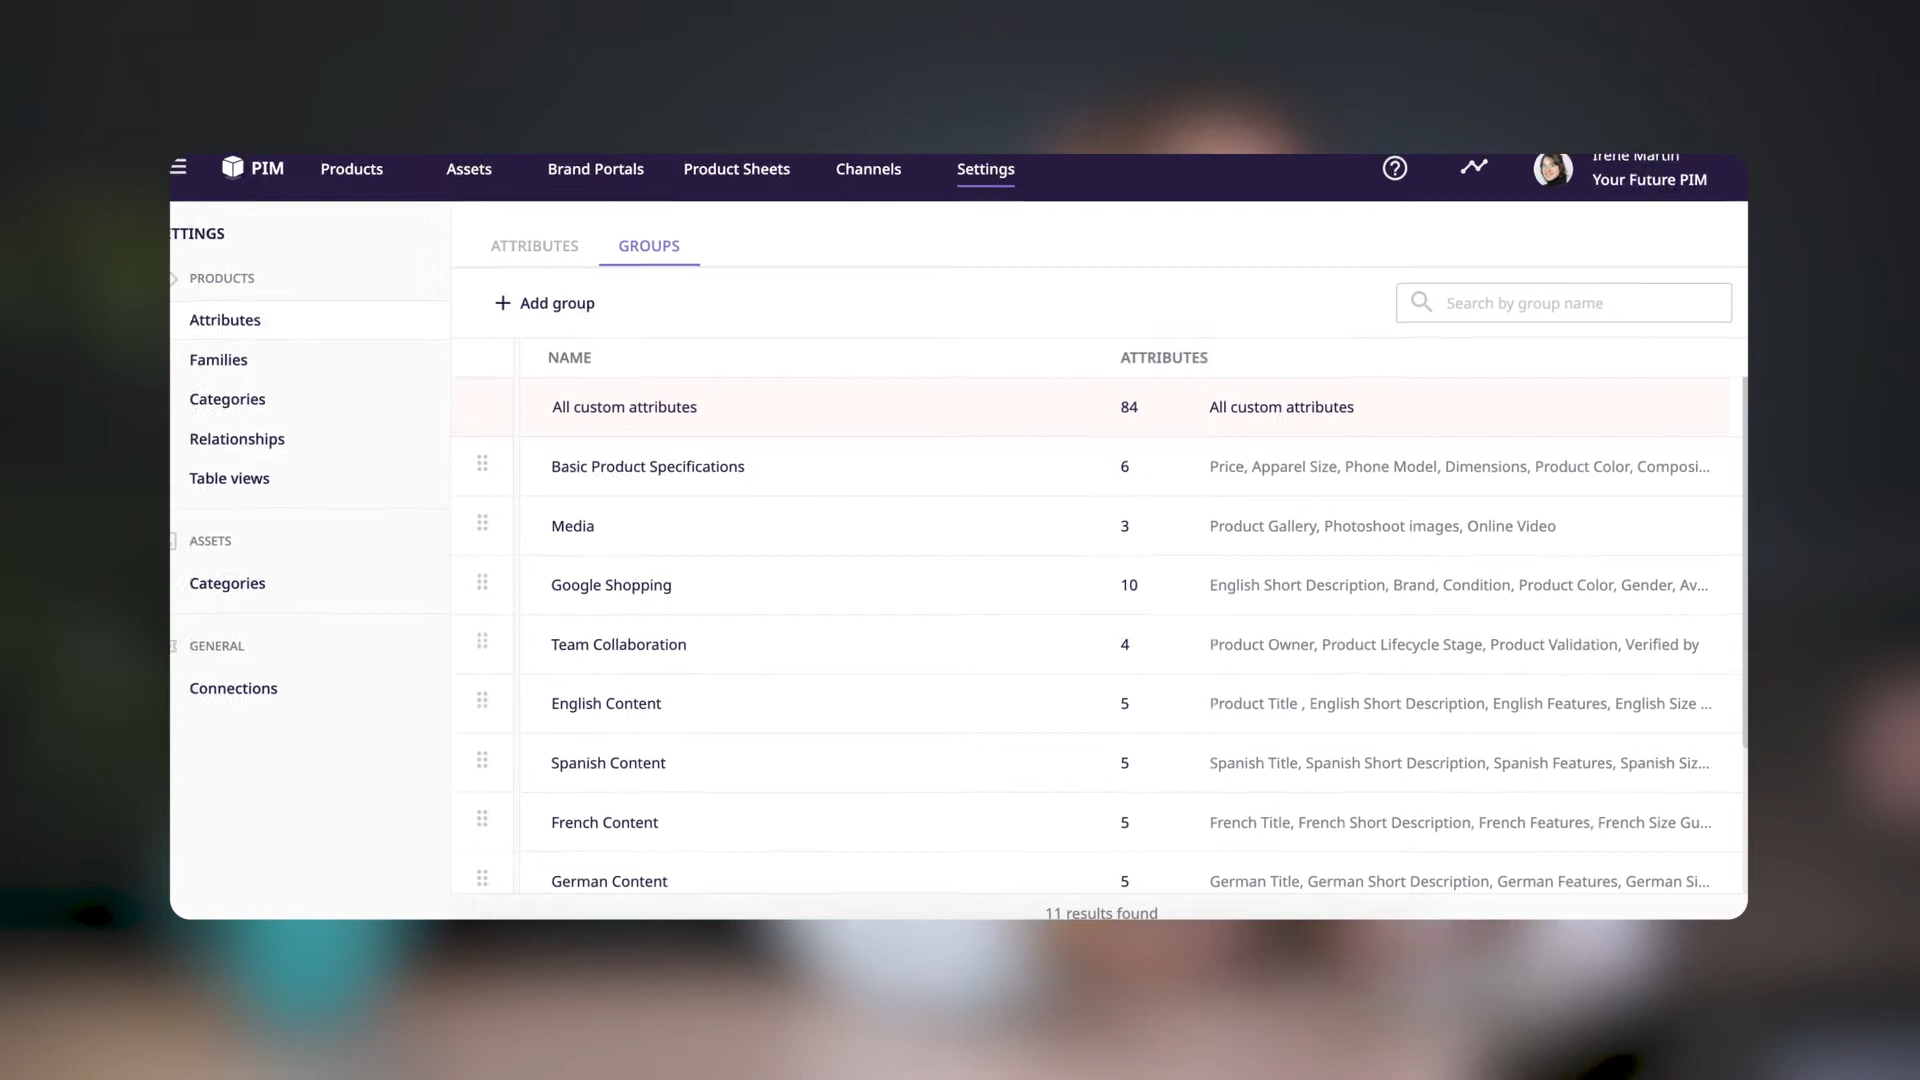 PIM Products Assets Brand Portals Product Sheets Channels Settings
Irene Martin
Your Future PIM
TTINGS
PRODUCTS
Attributes
Families
Categories
Relationships
Table views
ASSETS
Categories
GENERAL
Connections
ATTRIBUTES GROUPS
+ Add group
Search by group name
NAME ATTRIBUTES
All custom attributes 84 All custom attributes
Basic Product Specifications 6 Price, Apparel Size, Phone Model, Dimensions, Product Color, Composi...
Media 3 Product Gallery, Photoshoot images, Online Video
Google Shopping 10 English Short Description, Brand, Condition, Product Color, Gender, Av...
Team Collaboration 4 Product Owner, Product Lifecycle Stage, Product Validation, Verified by
English Content 5 Product Title , English Short Description, English Features, English Size ...
Spanish Content 5 Spanish Title, Spanish Short Description, Spanish Features, Spanish Siz...
French Content 5 French Title, French Short Description, French Features, French Size Gu...
German Content 5 German Title, German Short Description, German Features, German Si...
11 results found